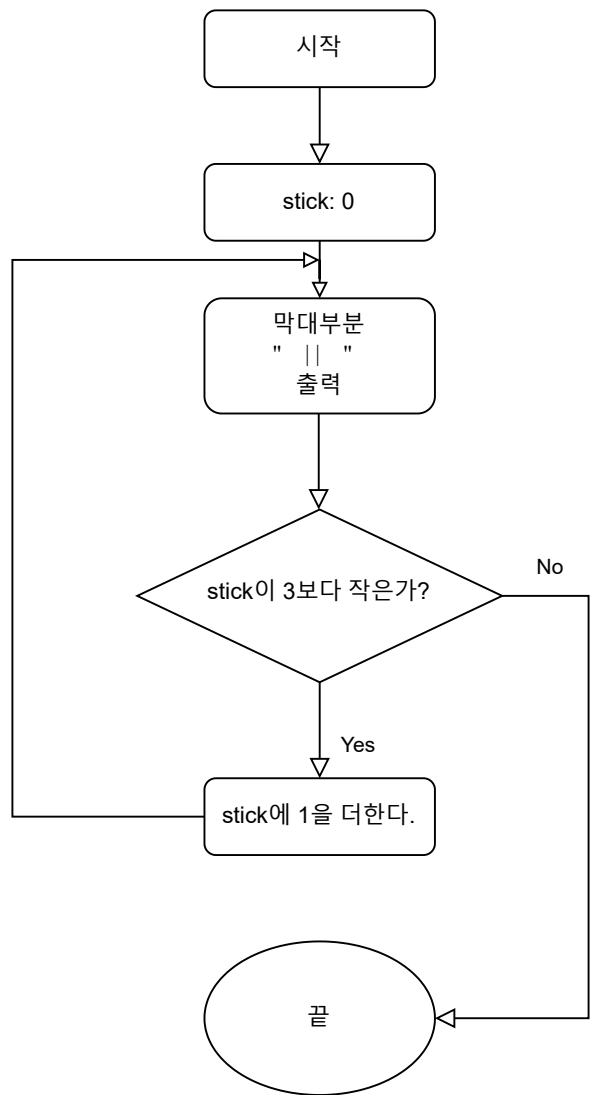 시작
stick: 0
막대부분
"   ||   "
출력
stick이 3보다 작은가?
No
Yes
stick에 1을 더한다.
끝